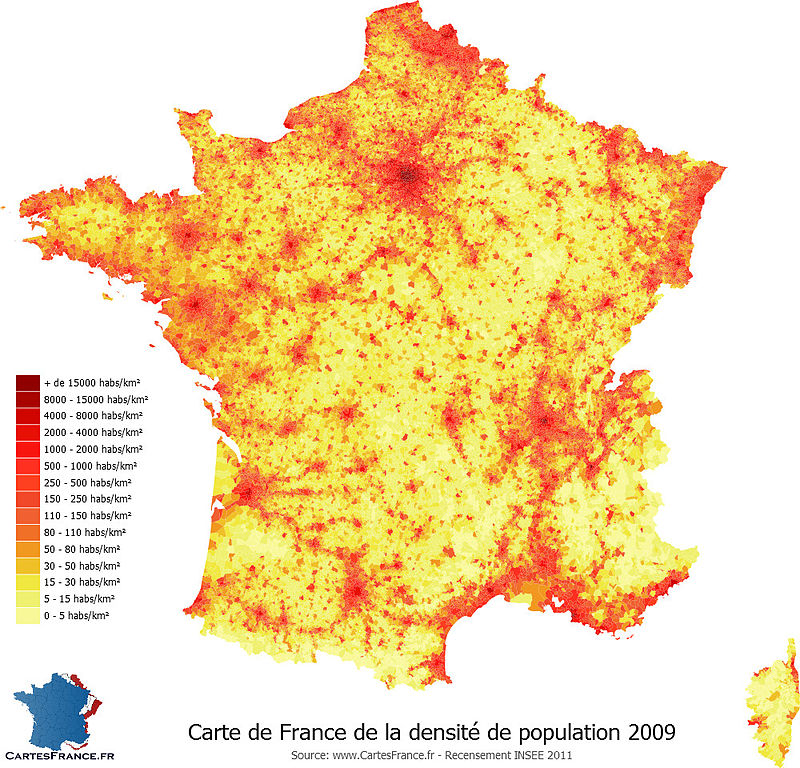 + de 15000 habs/km²
8000 - 15000 habs/km²
4000 - 8000 habs/km²
2000 - 4000 habs/km²
1000 - 2000 habs/km²
500 - 1000 habs/km²
250 - 500 habs/km²
150 - 250 habs/km²
110 - 150 habs/km²
80 - 110 habs/km²
50 - 80 habs/km²
30 - 50 habs/km²
15 - 30 habs/km²
5 - 15 habs/km²
0 - 5 habs/km²
Carte de France de la densité de population 2009
Source: www.CartesFrance.fr - Recensement INSEE 2011
CARTESFRANCE.FR